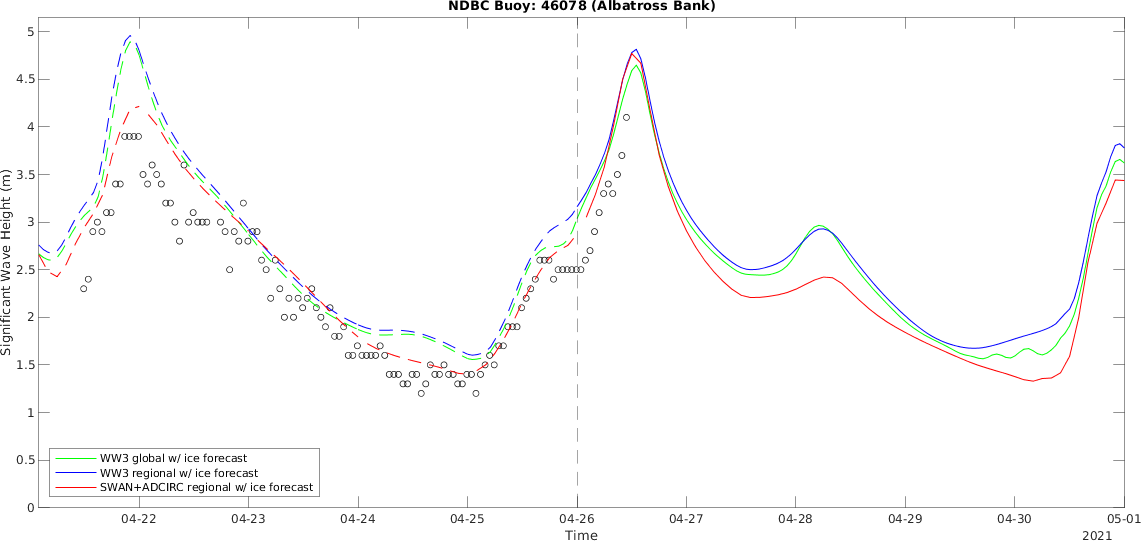 NDBC Buoy: 46078 (Albatross Bank)
5
4.5
4
3.5
3
2.5
2
1.5
1
0.5
0
Significant Wave Height (m)
WW3 global w/ ice forecast
WW3 regional w/ ice forecast
SWAN+ADCIRC regional w/ ice forecast
04-22 04-23 04-24 04-25 04-26 04-27 04-28 04-29 04-30 05-01
Time
2021